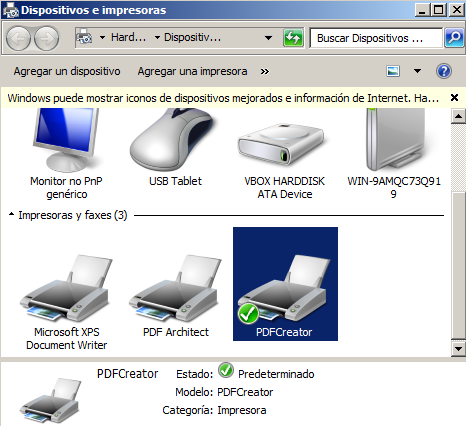 Dispositivos e impresoras
Hard... Dispositiv... Buscar Dispositivos ...
Agregar un dispositivo Agregar una impresora »
Windows puede mostrar iconos de dispositivos mejorados e información de Internet. Ha...
Monitor no PnP genérico
USB Tablet
VBOX HARDDISK ATA Device
WIN-9AMQC73Q919
Impresoras y faxes (3)
Microsoft XPS Document Writer
PDF Architect
PDFCreator
PDFCreator Estado: Predeterminado
Modelo: PDFCreator
Categoría: Impresora